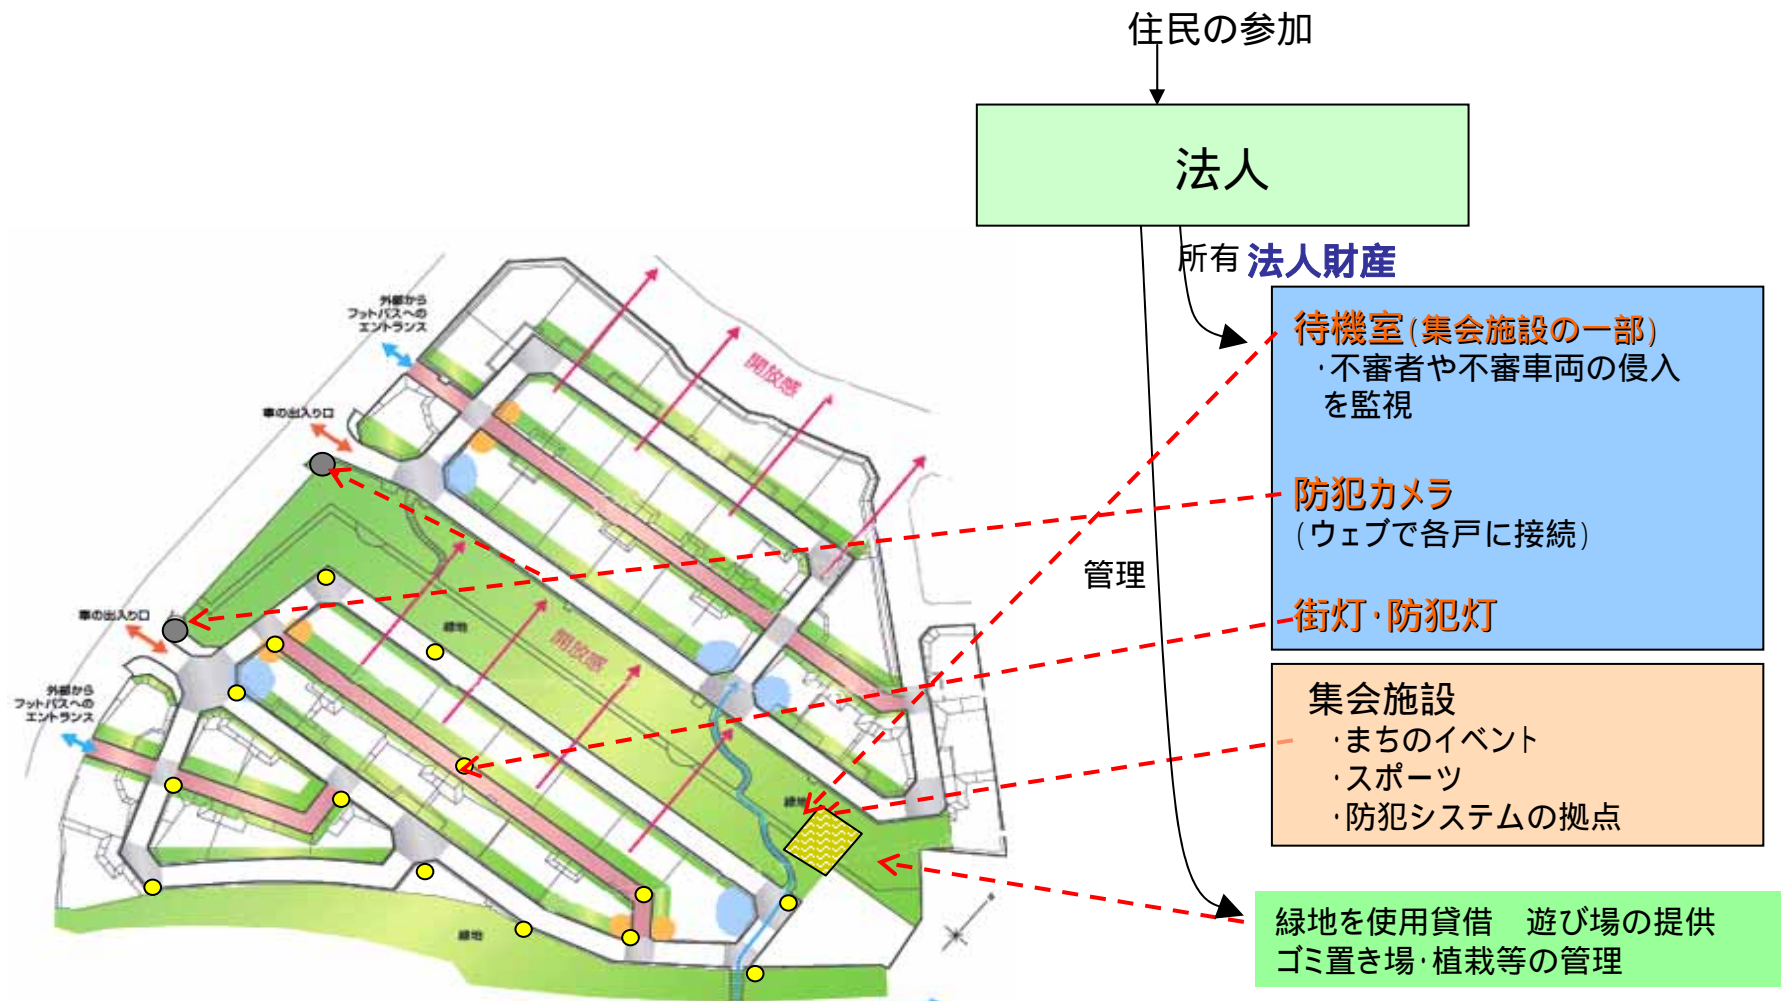 住民の参加
法人
所有 法人財産
待機室(集会施設の一部)
・不審者や不審車両の侵入
を監視
防犯カメラ
(ウェブで各戸に接続)
街灯・防犯灯
管理
集会施設
・まちのイベント
・スポーツ
・防犯システムの拠点
緑地を使用貸借　遊び場の提供
ゴミ置き場・植栽等の管理
外部から
フットパスへの
エントランス
車の出入り口
開放感
車の出入り口
緑地
開放感
外部から
フットパスへの
エントランス
緑地
緑地